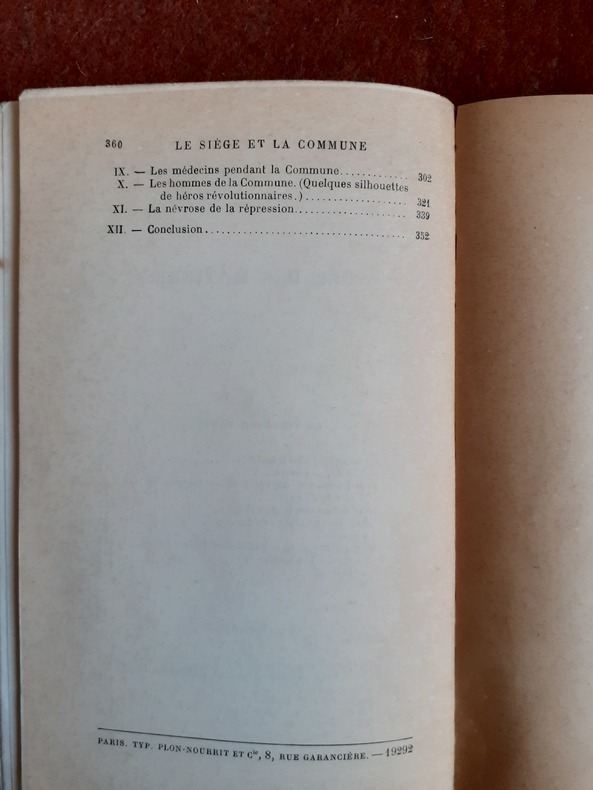 360 LE SIÈGE ET LA COMMUNE
IX. — Les médecins pendant la Commune............ 302
X. — Les hommes de la Commune. (Quelques silhouettes
de héros révolutionnaires.).................. 321
XI. — La névrose de la répression.................... 339
XII. — Conclusion................................... 352
PARIS. TYP. PLON-NOURRIT ET Cie, 8, RUE GARANCIÈRE. — 19292